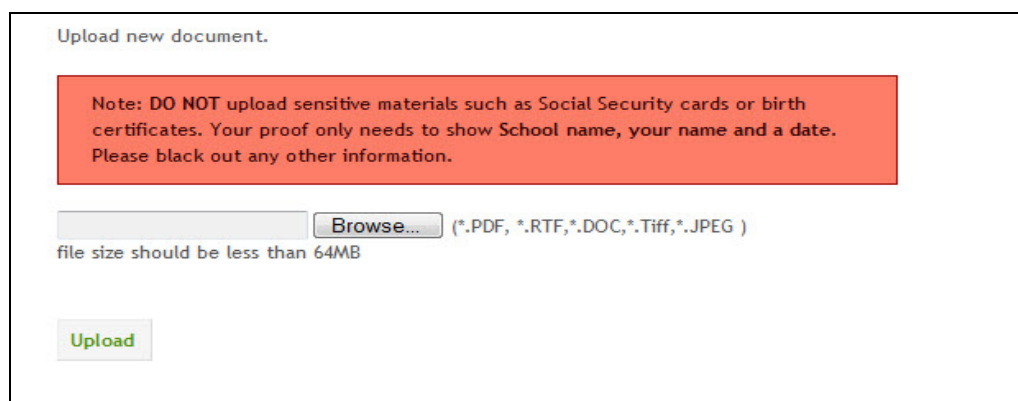 Upload new document.
Note: DO NOT upload sensitive materials such as Social Security cards or birth
certificates. Your proof only needs to show School name, your name and a date.
Please black out any other information.
Browse... (*.PDF, *.RTF,*.DOC,*.Tiff,*.JPEG )
file size should be less than 64MB
Upload